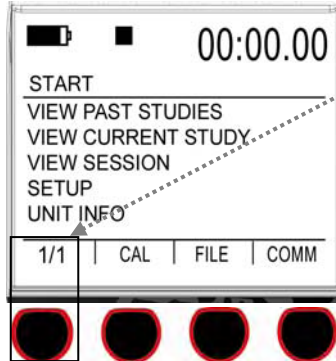 00:00.00
START
VIEW PAST STUDIES
VIEW CURRENT STUDY
VIEW SESSION
SETUP
UNIT INFO
1/1 CAL FILE COMM